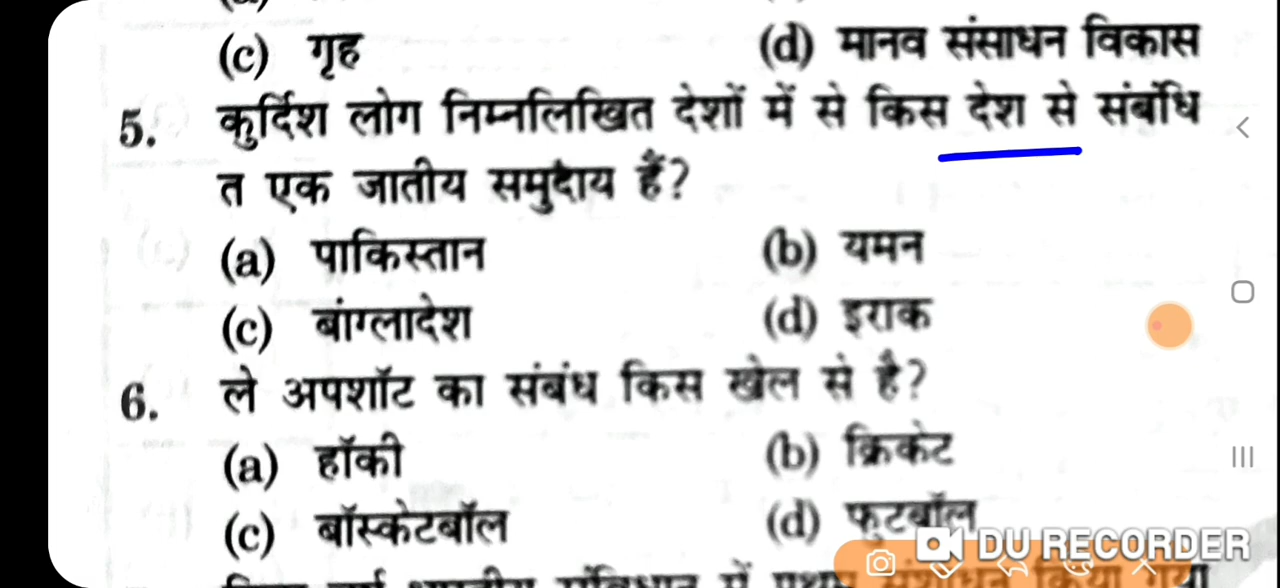 (c) गृह (d) मानव संसाधन विकास
5. कुर्दिश लोग निम्नलिखित देशों में से किस देश से संबंधि
त एक जातीय समुदाय हैं?
(a) पाकिस्तान (b) यमन
(c) बांग्लादेश (d) इराक
6. ले अपशॉट का संबंध किस खेल से है?
(a) हॉकी (b) क्रिकेट
(c) बॉस्केटबॉल (d) फुटबॉल
DU RECORDER